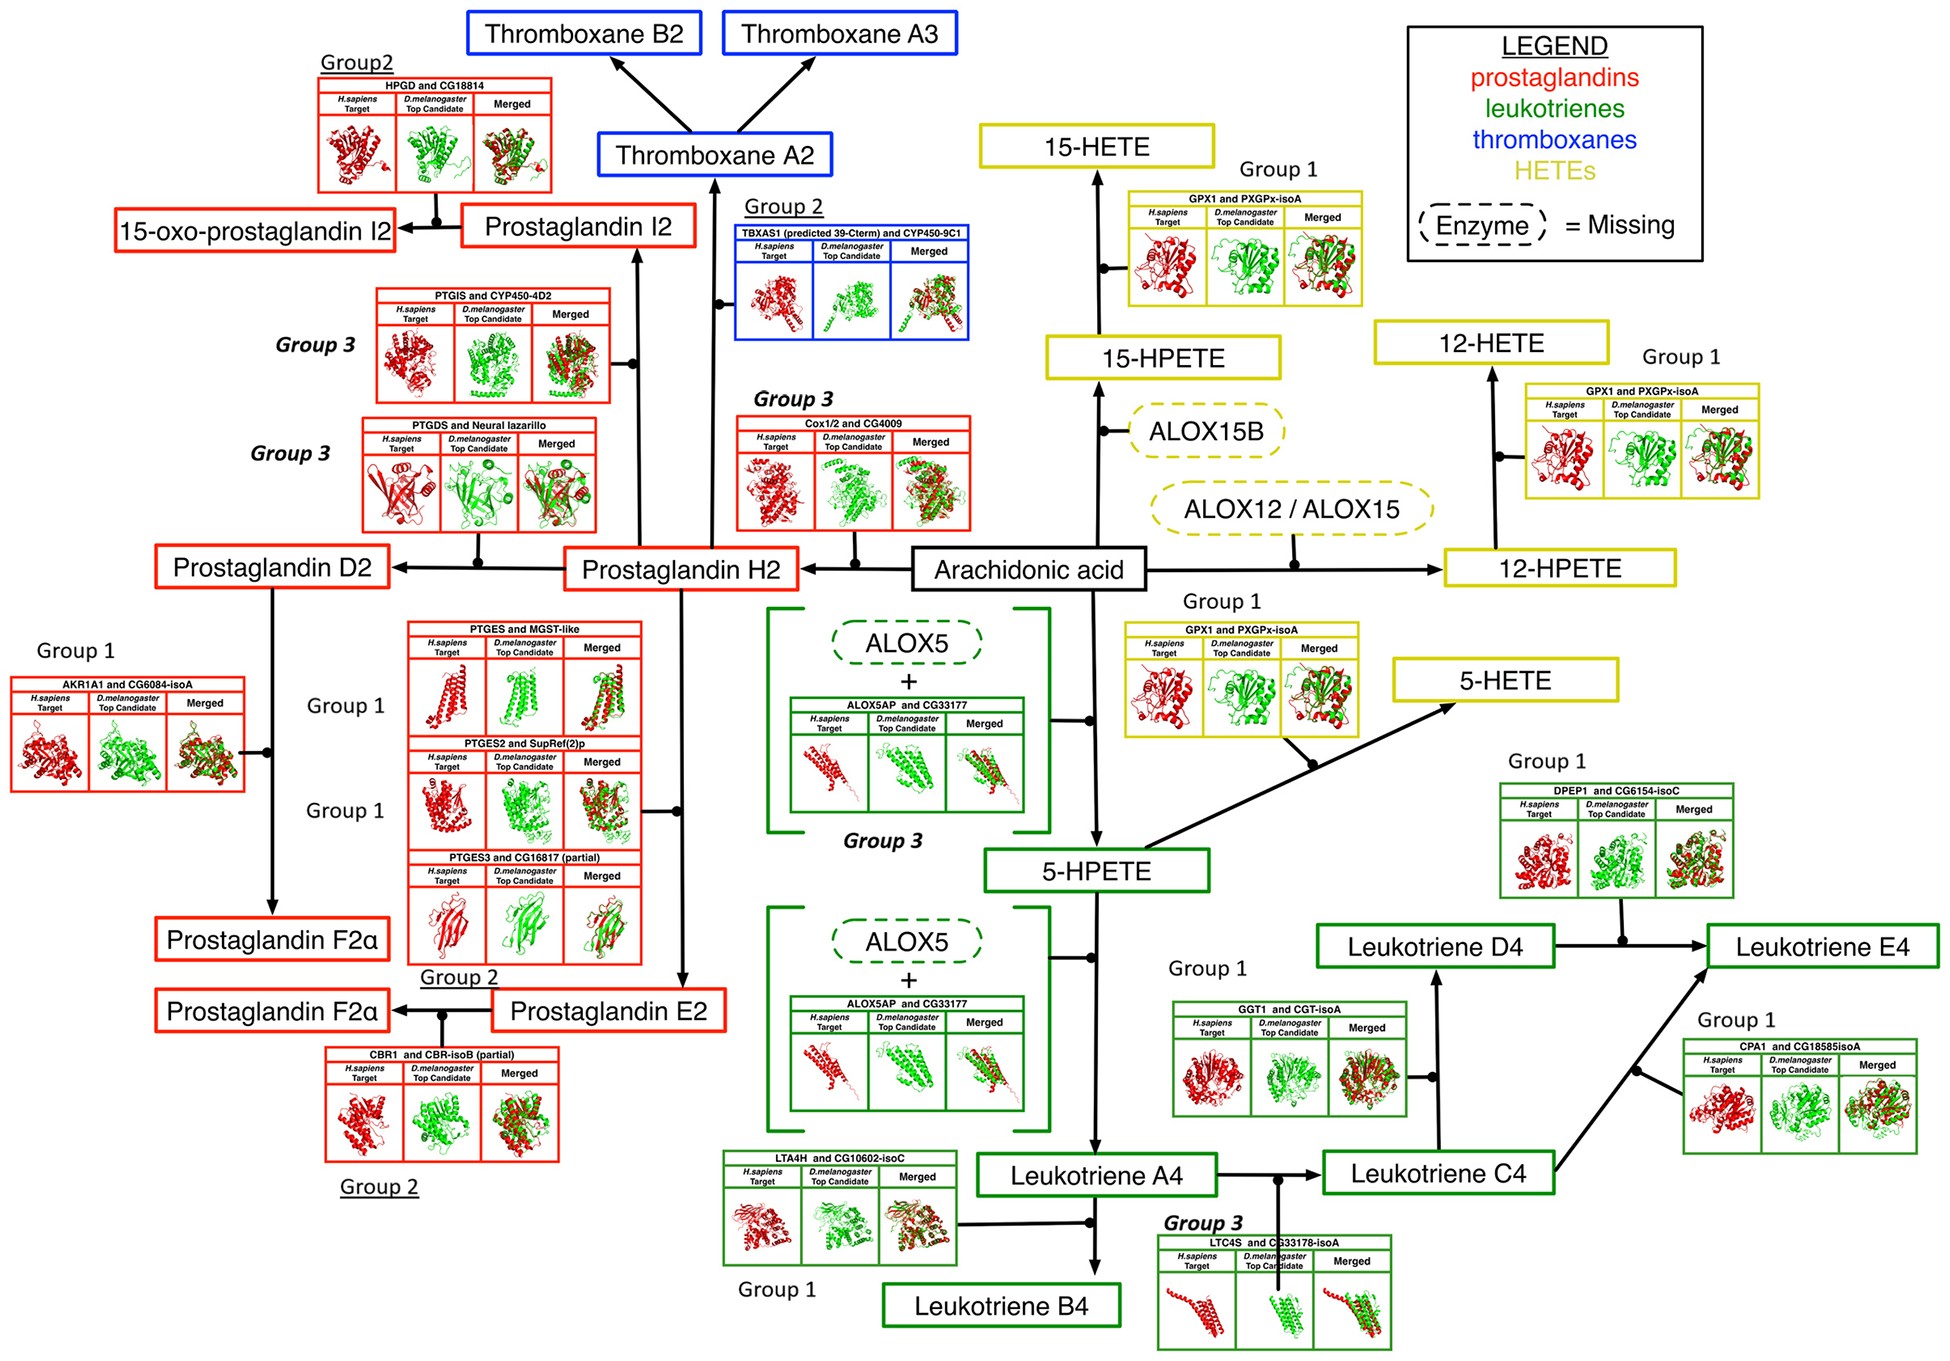 Thromboxane B2
Thromboxane A3
LEGEND
prostaglandins
leukotrienes
thromboxanes
HETEs
Enzyme = Missing
Group2
HPGD and CG18814
H.sapiens Target
D.melanogaster Top Candidate
Merged
Thromboxane A2
15-HETE
Group 1
GPX1 and PXGPx-isoA
H.sapiens Target
D.melanogaster Top Candidate
Merged
15-oxo-prostaglandin I2
Prostaglandin I2
Group 2
TBXAS1 (predicted 39-Cterm) and CYP450-9C1
H.sapiens Target
D.melanogaster Top Candidate
Merged
PTGIS and CYP450-4D2
H.sapiens Target
D.melanogaster Top Candidate
Merged
Group 3
15-HPETE
12-HETE
Group 1
GPX1 and PXGPx-isoA
H.sapiens Target
D.melanogaster Top Candidate
Merged
Group 3
Cox1/2 and CG4009
H.sapiens Target
D.melanogaster Top Candidate
Merged
PTGDS and Neural lazarillo
H.sapiens Target
D.melanogaster Top Candidate
Merged
Group 3
ALOX15B
ALOX12 / ALOX15
Prostaglandin D2
Prostaglandin H2
Arachidonic acid
12-HPETE
Group 1
GPX1 and PXGPx-isoA
H.sapiens Target
D.melanogaster Top Candidate
Merged
5-HETE
ALOX5
+
ALOX5AP and CG33177
H.sapiens Target
D.melanogaster Top Candidate
Merged
Group 3
Group 1
AKR1A1 and CG6084-isoA
H.sapiens Target
D.melanogaster Top Candidate
Merged
PTGES and MGST-like
H.sapiens Target
D.melanogaster Top Candidate
Merged
Group 1
PTGES2 and SupRef(2)p
H.sapiens Target
D.melanogaster Top Candidate
Merged
Group 1
PTGES3 and CG16817 (partial)
H.sapiens Target
D.melanogaster Top Candidate
Merged
Group 2
5-HPETE
Group 1
DPEP1 and CG6154-isoC
H.sapiens Target
D.melanogaster Top Candidate
Merged
Prostaglandin F2α
Prostaglandin F2α
Prostaglandin E2
CBR1 and CBR-isoB (partial)
H.sapiens Target
D.melanogaster Top Candidate
Merged
Group 2
ALOX5
+
ALOX5AP and CG33177
H.sapiens Target
D.melanogaster Top Candidate
Merged
Leukotriene D4
Leukotriene E4
Group 1
GGT1 and CGT-isoA
H.sapiens Target
D.melanogaster Top Candidate
Merged
Group 1
CPA1 and CG18585isoA
H.sapiens Target
D.melanogaster Top Candidate
Merged
LTA4H and CG10602-isoC
H.sapiens Target
D.melanogaster Top Candidate
Merged
Group 1
Leukotriene A4
Leukotriene C4
Group 3
LTC4S and CG33178-isoA
H.sapiens Target
D.melanogaster Top Candidate
Merged
Leukotriene B4